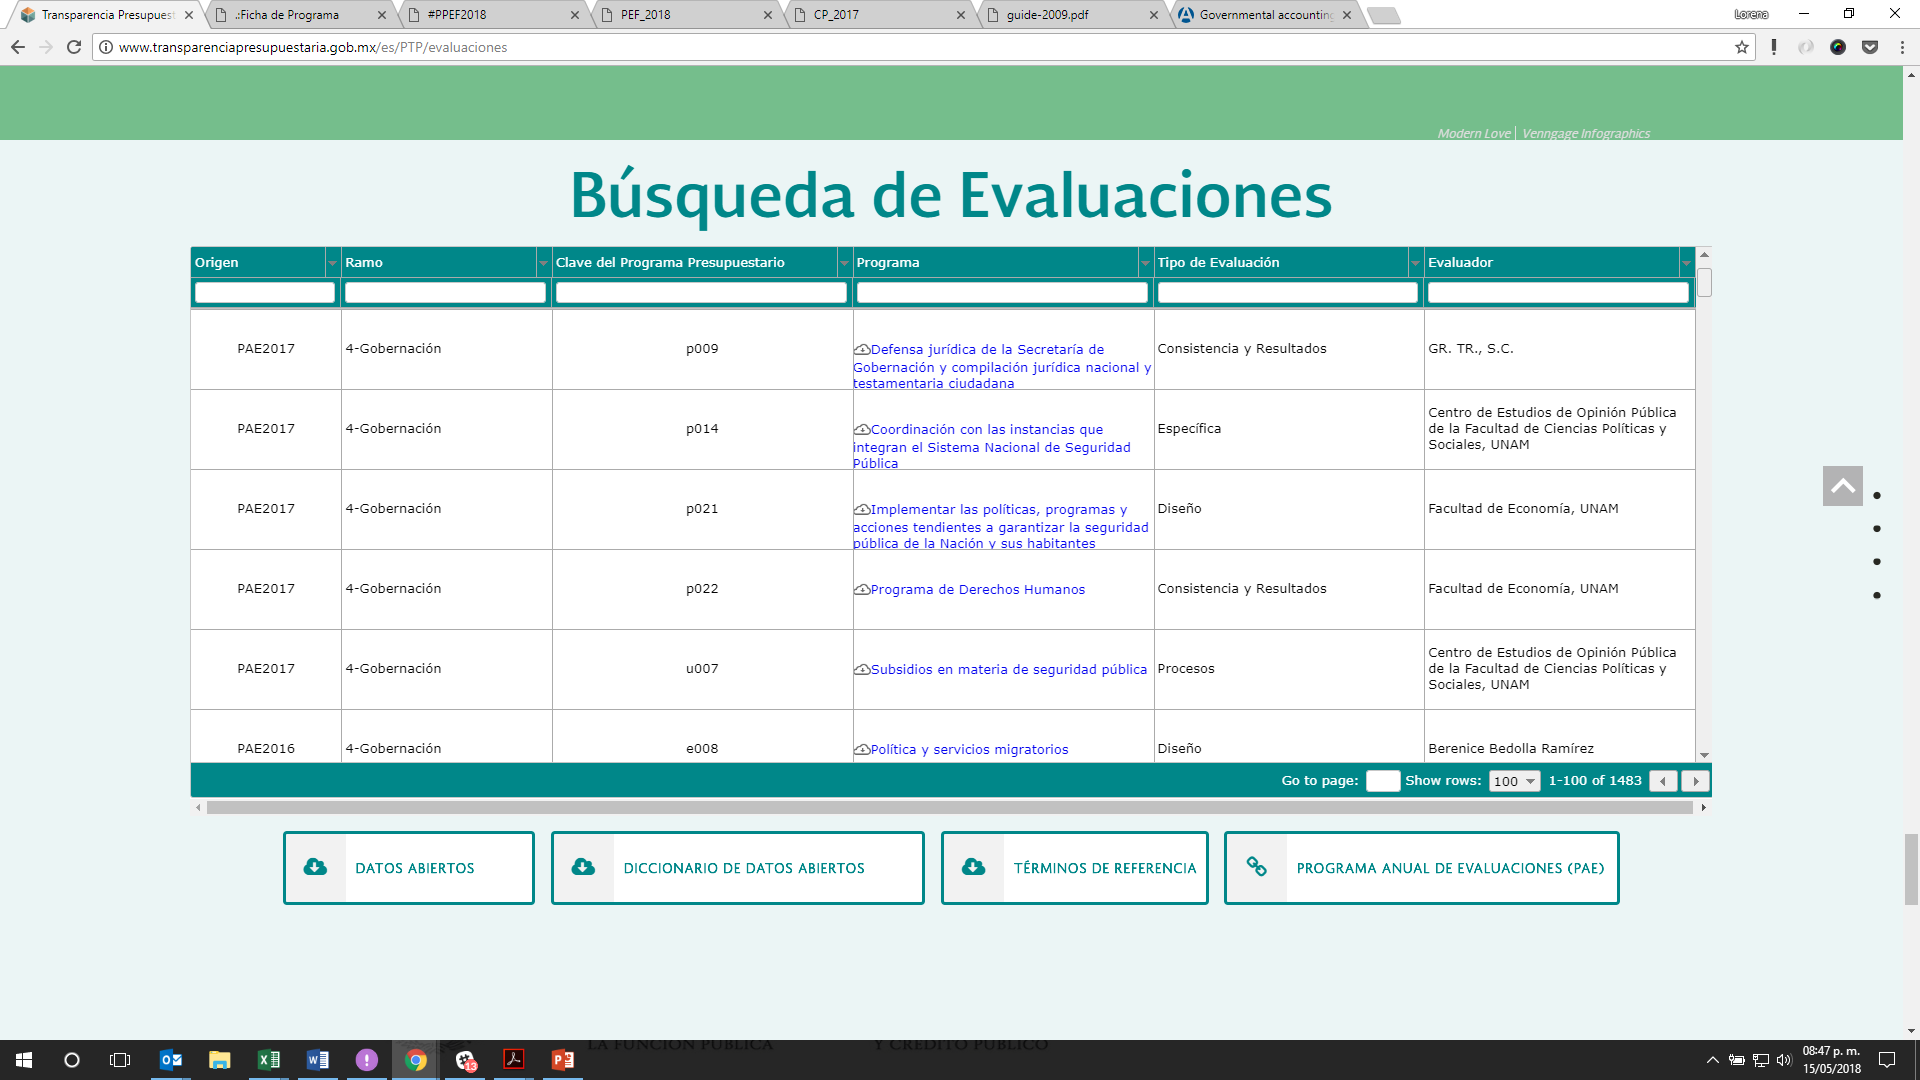 Transparencia Presupuest
.:Ficha de Programa
#PPEF2018
PEF_2018
CP_2017
guide-2009.pdf
Governmental accounting
Lorena
www.transparenciapresupuestaria.gob.mx/es/PTP/evaluaciones
Modern Love | Venngage Infographics
Búsqueda de Evaluaciones
Origen Ramo Clave del Programa Presupuestario Programa Tipo de Evaluación Evaluador
PAE2017 4-Gobernación p009
Defensa jurídica de la Secretaría de
Gobernación y compilación jurídica nacional y
testamentaria ciudadana
Consistencia y Resultados
GR. TR., S.C.
PAE2017 4-Gobernación p014
Coordinación con las instancias que
integran el Sistema Nacional de Seguridad
Pública
Específica
Centro de Estudios de Opinión Pública
de la Facultad de Ciencias Políticas y
Sociales, UNAM
PAE2017 4-Gobernación p021
Implementar las políticas, programas y
acciones tendientes a garantizar la seguridad
pública de la Nación y sus habitantes
Diseño
Facultad de Economía, UNAM
PAE2017 4-Gobernación p022
Programa de Derechos Humanos
Consistencia y Resultados
Facultad de Economía, UNAM
PAE2017 4-Gobernación u007
Subsidios en materia de seguridad pública
Procesos
Centro de Estudios de Opinión Pública
de la Facultad de Ciencias Políticas y
Sociales, UNAM
PAE2016 4-Gobernación e008
Política y servicios migratorios
Diseño
Berenice Bedolla Ramírez
Go to page: Show rows: 100 1-100 of 1483
DATOS ABIERTOS
DICCIONARIO DE DATOS ABIERTOS
TÉRMINOS DE REFERENCIA
PROGRAMA ANUAL DE EVALUACIONES (PAE)
LA FUNCIÓN PÚBLICA
Y CRÉDITO PÚBLICO
13
08:47 p. m.
15/05/2018